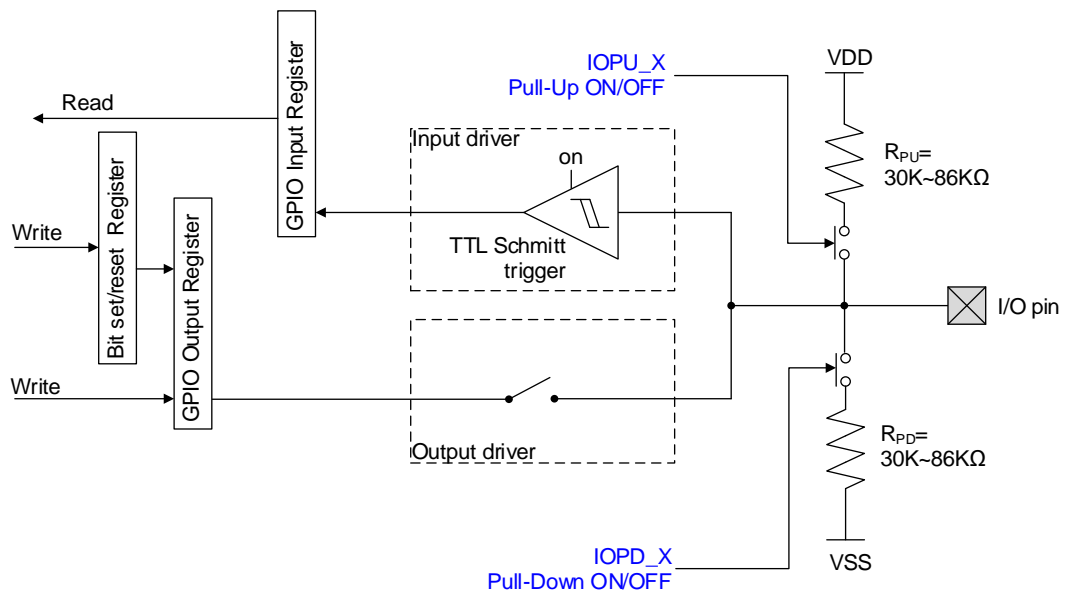 IOPU_X
Pull-Up ON/OFF
VDD
Read
GPIO Input Register
Input driver
on
R_PU=
30K~86KΩ
Write
Bit set/reset Register
GPIO Output Register
TTL Schmitt
trigger
I/O pin
Write
Output driver
R_PD=
30K~86KΩ
IOPD_X
Pull-Down ON/OFF
VSS